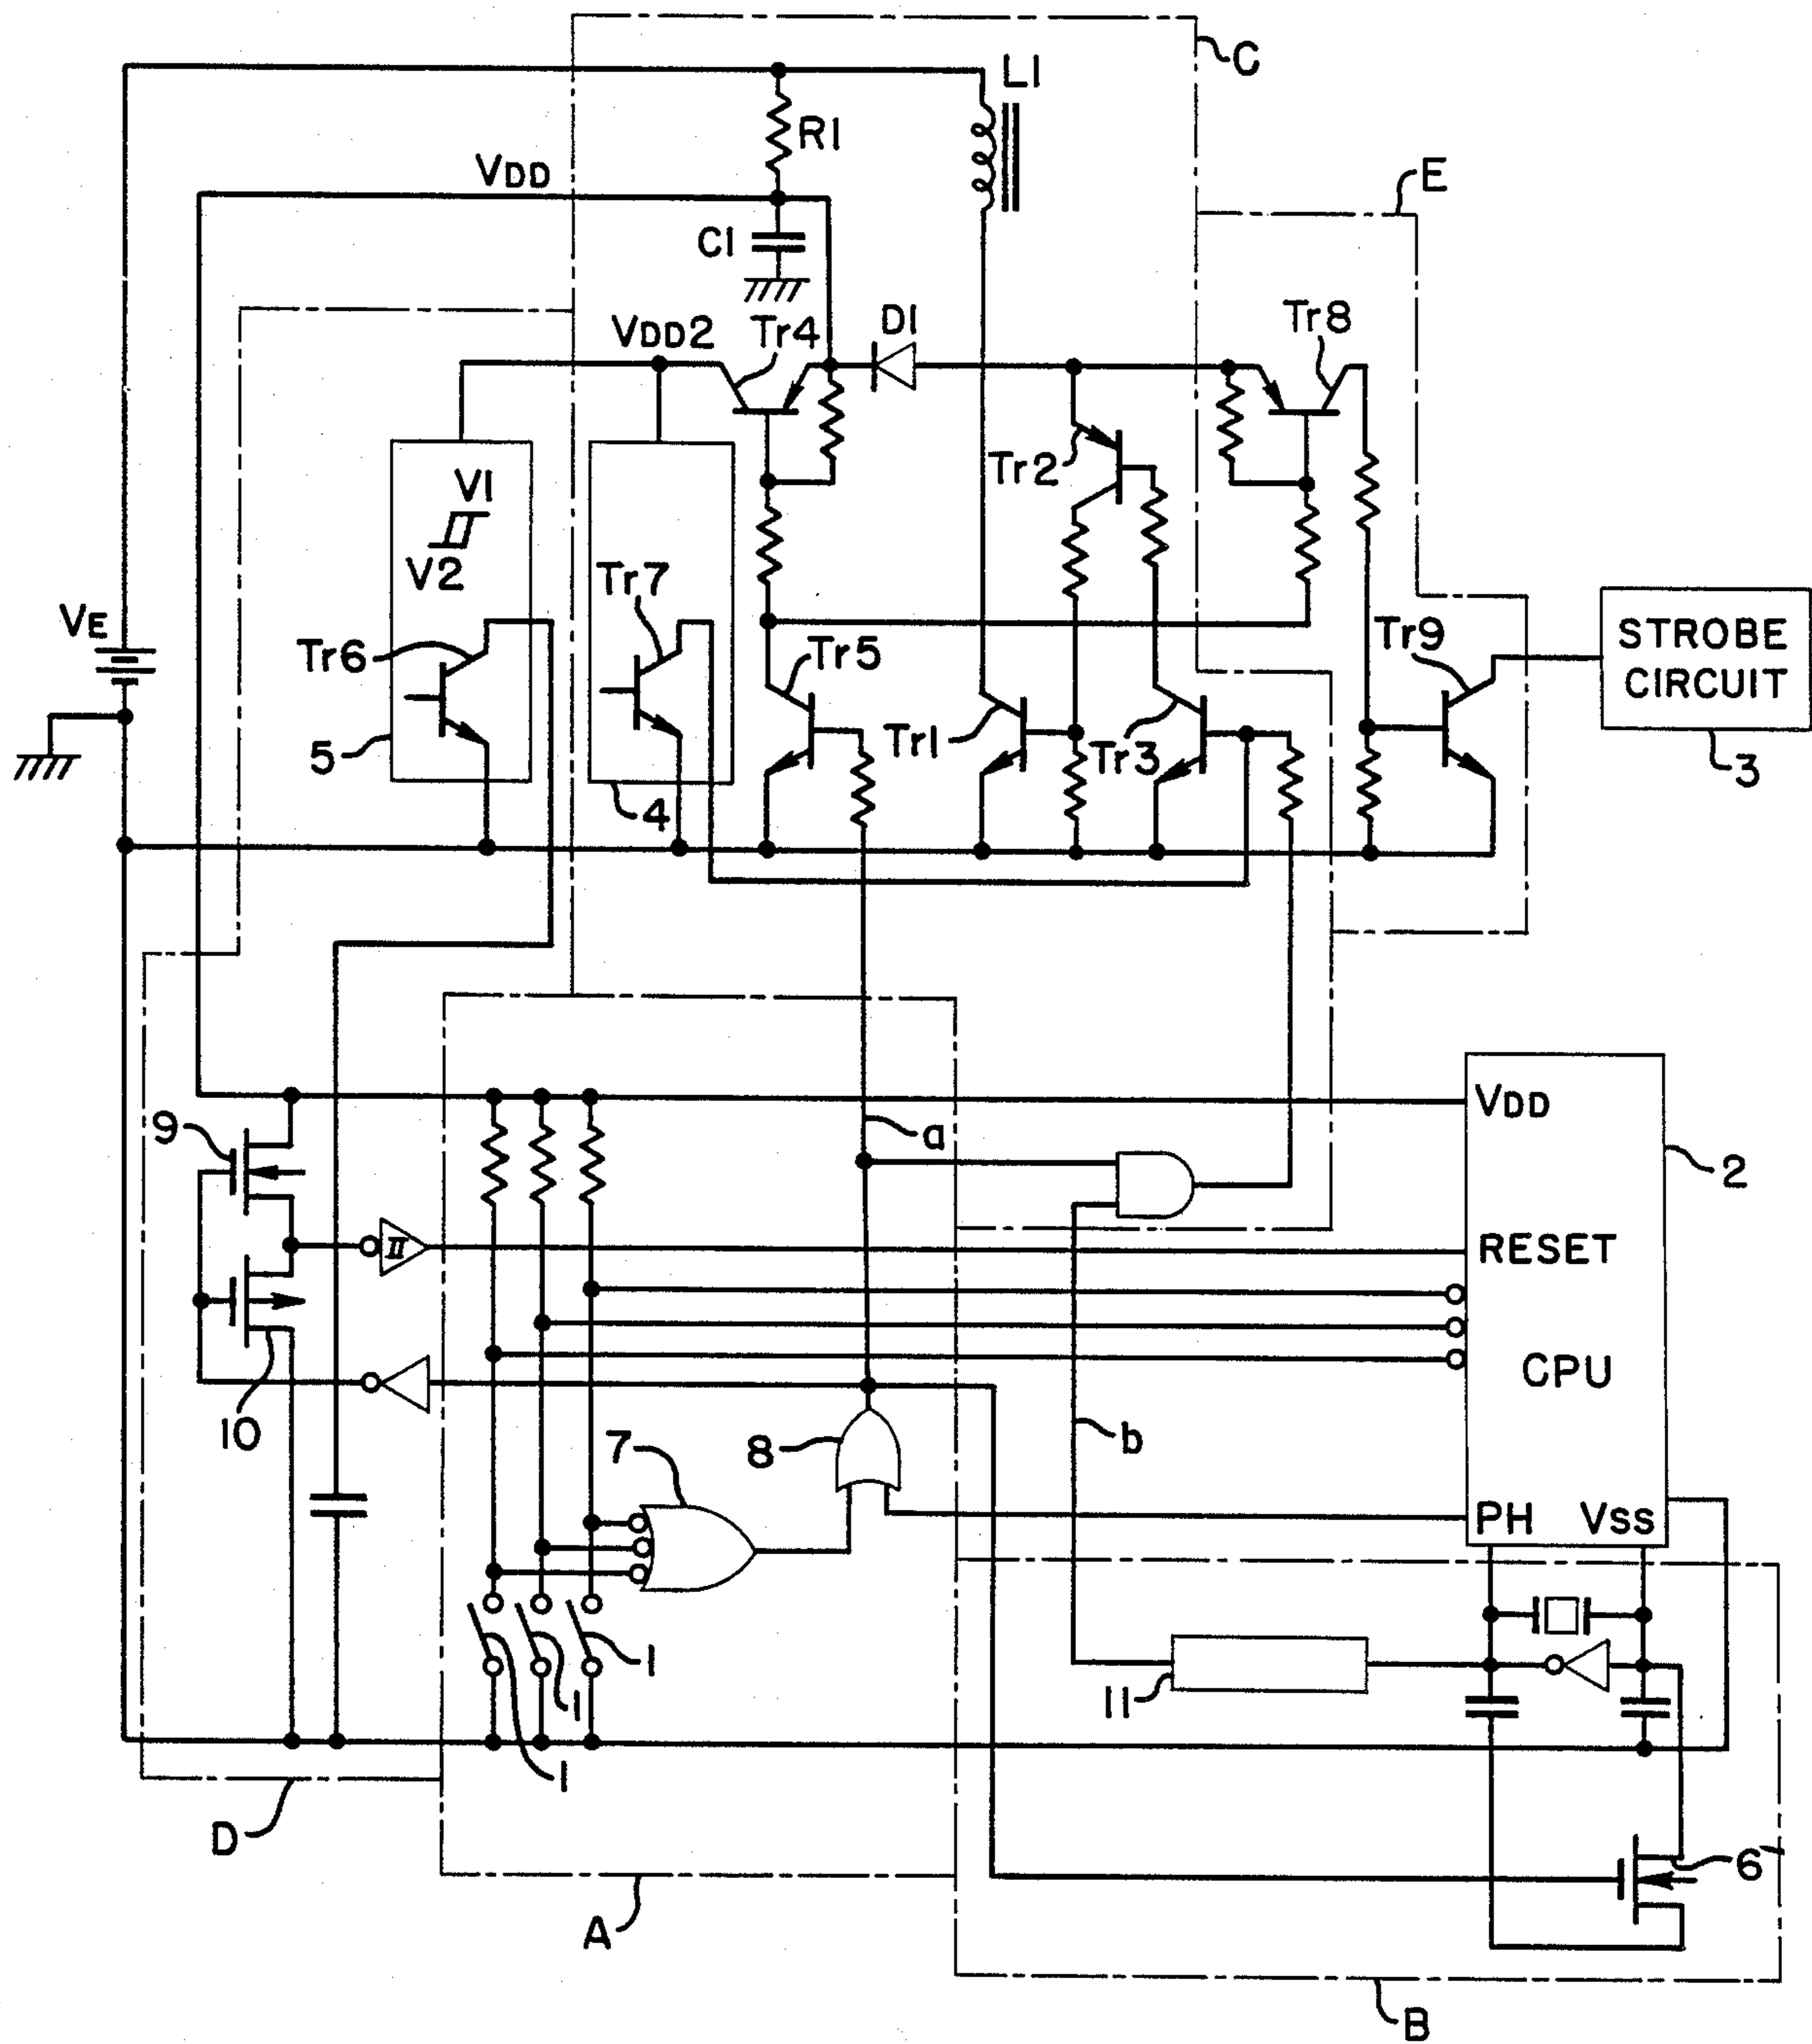 C
L1
R1
VDD
E
C1
VDD2
Tr4
D1
Tr8
Tr2
V1
V2
Tr7
VE
Tr6
Tr5
Tr9
STROBE
CIRCUIT
Tr1
Tr3
5
4
3
VDD
a
9
2
RESET
II
CPU
10
7
8
b
PH
VSS
1
1
11
1
D
6
A
B